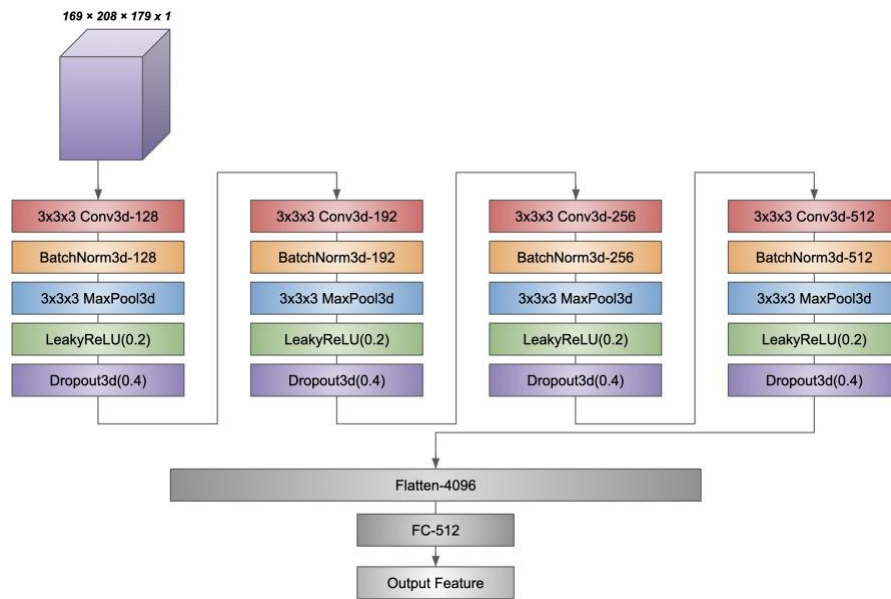 169 × 208 × 179 x 1
3x3x3 Conv3d-128
BatchNorm3d-128
3x3x3 MaxPool3d
LeakyReLU(0.2)
Dropout3d(0.4)
3x3x3 Conv3d-192
BatchNorm3d-192
3x3x3 MaxPool3d
LeakyReLU(0.2)
Dropout3d(0.4)
3x3x3 Conv3d-256
BatchNorm3d-256
3x3x3 MaxPool3d
LeakyReLU(0.2)
Dropout3d(0.4)
3x3x3 Conv3d-512
BatchNorm3d-512
3x3x3 MaxPool3d
LeakyReLU(0.2)
Dropout3d(0.4)
Flatten-4096
FC-512
Output Feature